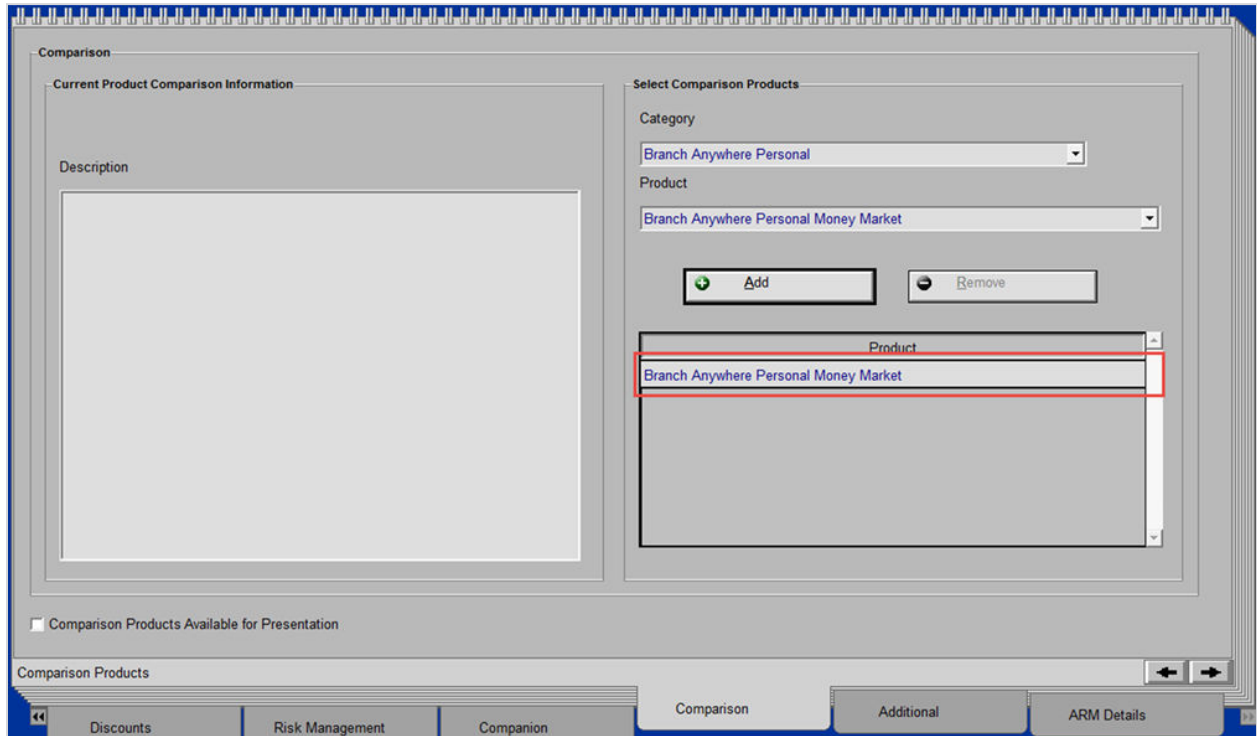 Comparison
Current Product Comparison Information
Description
Select Comparison Products
Category
Branch Anywhere Personal
Product
Branch Anywhere Personal Money Market
Add
Remove
Product
Branch Anywhere Personal Money Market
Comparison Products Available for Presentation
Comparison Products
Discounts
Risk Management
Companion
Comparison
Additional
ARM Details